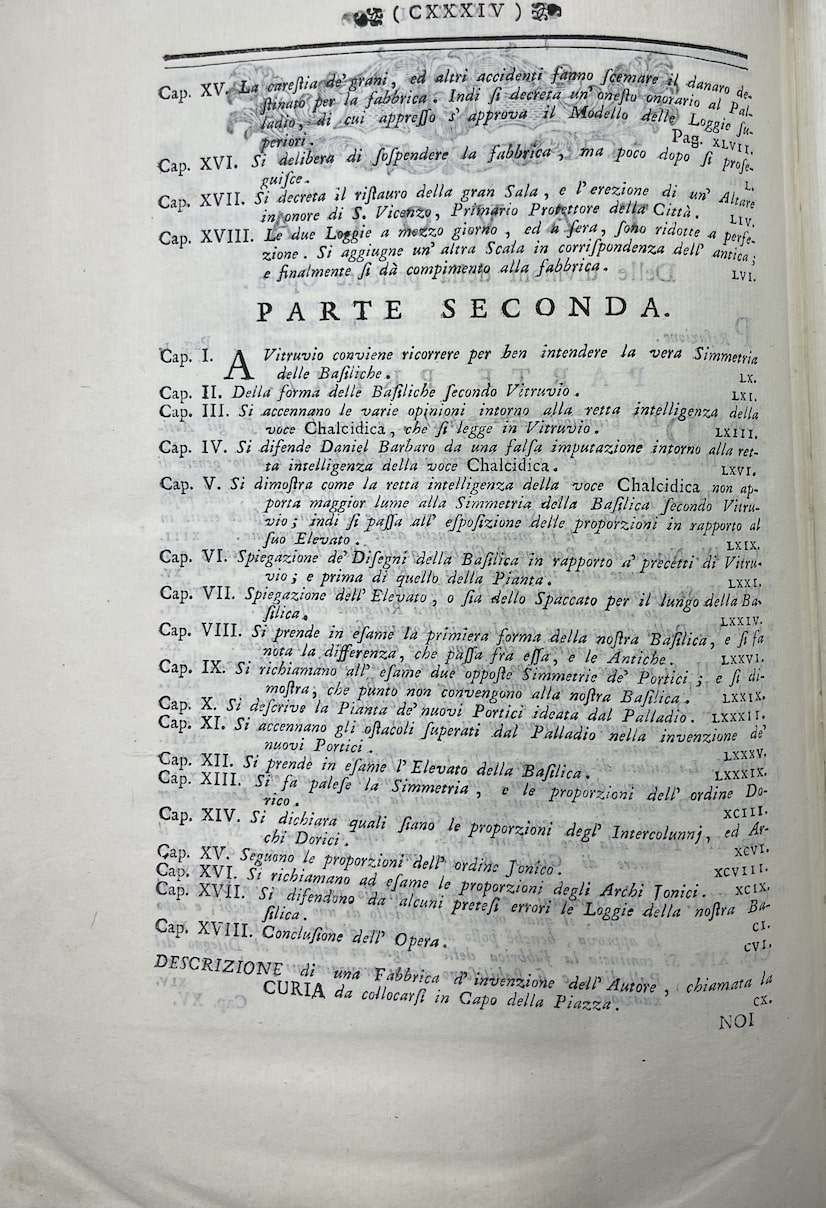 ( CXXXIV )
Cap. XV. La careſtia de' grani, ed altri accidenti fanno ſcemare il danaro de-
ſtinato per la fabbrica. Indi ſi decreta un' oneſto onorario al Pal-
ladio, di cui appreſſo s' approva il Modello delle Loggie ſu-
periori. Pag. XLVII.
Cap. XVI. Si delibera di ſoſpendere la fabbrica, ma poco dopo ſi proſe-
guiſce. L.
Cap. XVII. Si decreta il riſtauro della gran Sala, e l' erezione di un' Altare
in onore di S. Vicenzo, Primario Protettore della Città. LIV.
Cap. XVIII. Le due Loggie a mezzo giorno, ed a ſera, ſono ridotte a perfe-
zione. Si aggiugne un' altra Scala in corriſpondenza dell' antica;
e finalmente ſi dà compimento alla fabbrica. LVI.
PARTE SECONDA.
Cap. I. A Vitruvio conviene ricorrere per ben intendere la vera Simmetria
delle Baſiliche. LX.
Cap. II. Della forma delle Baſiliche ſecondo Vitruvio. LXI.
Cap. III. Si accennano le varie opinioni intorno alla retta intelligenza della
voce Chalcidica, che ſi legge in Vitruvio. LXIII.
Cap. IV. Si difende Daniel Barbaro da una falſa imputazione intorno alla ret-
ta intelligenza della voce Chalcidica. LXVI.
Cap. V. Si dimoſtra come la retta intelligenza della voce Chalcidica non ap-
porta maggior lume alla Simmetria della Baſilica ſecondo Vitru-
vio; indi ſi paſſa all' eſpoſizione delle proporzioni in rapporto al
ſuo Elevato. LXIX.
Cap. VI. Spiegazione de' Diſegni della Baſilica in rapporto a' precetti di Vitru-
vio; e prima di quello della Pianta. LXXI.
Cap. VII. Spiegazione dell' Elevato, o ſia dello Spaccato per il lungo della Ba-
ſilica. LXXIV.
Cap. VIII. Si prende in eſame la primiera forma della noſtra Baſilica, e ſi fa
nota la differenza, che paſſa fra eſſa, e le Antiche. LXXVI.
Cap. IX. Si richiamano all' eſame due oppoſte Simmetrie de' Portici; e ſi di-
moſtra, che punto non convengono alla noſtra Baſilica. LXXIX.
Cap. X. Si deſcrive la Pianta de' nuovi Portici ideata dal Palladio. LXXXII.
Cap. XI. Si accennano gli oſtacoli ſuperati dal Palladio nella invenzione de'
nuovi Portici. LXXXV.
Cap. XII. Si prende in eſame l' Elevato della Baſilica. LXXXIX.
Cap. XIII. Si fa paleſe la Simmetria, e le proporzioni dell' ordine Do-
rico. XCIII.
Cap. XIV. Si dichiara quali ſiano le proporzioni degl' Intercolunnj, ed Ar-
chi Dorici. XCVI.
Cap. XV. Seguono le proporzioni dell' ordine Jonico. XCVIII.
Cap. XVI. Si richiamano ad eſame le proporzioni degli Archi Jonici. XCIX.
Cap. XVII. Si difendono da alcuni preteſi errori le Loggie della noſtra Ba-
ſilica. CI.
Cap. XVIII. Concluſione dell' Opera. CVI.
DESCRIZIONE di una Fabbrica d' invenzione dell' Autore, chiamata la
CURIA da collocarſi in Capo della Piazza. CX.
NOI